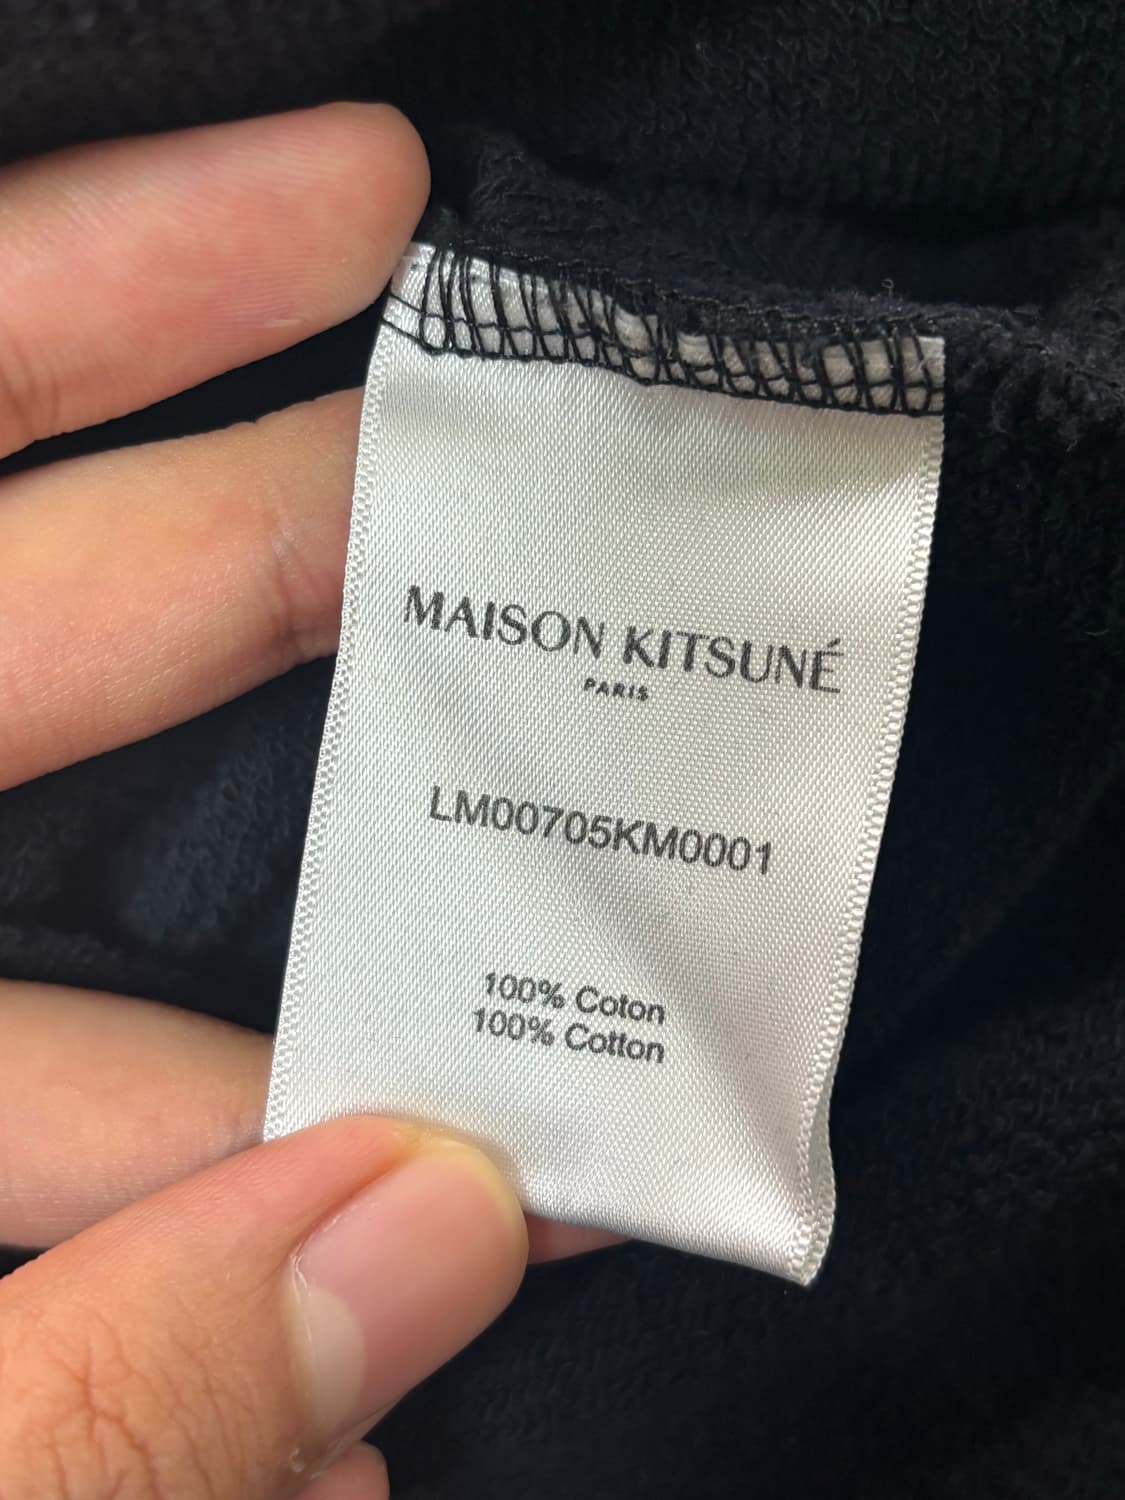 MAISON KITSUNÉ
PARIS
LM00705KM0001
100% Coton
100% Cotton